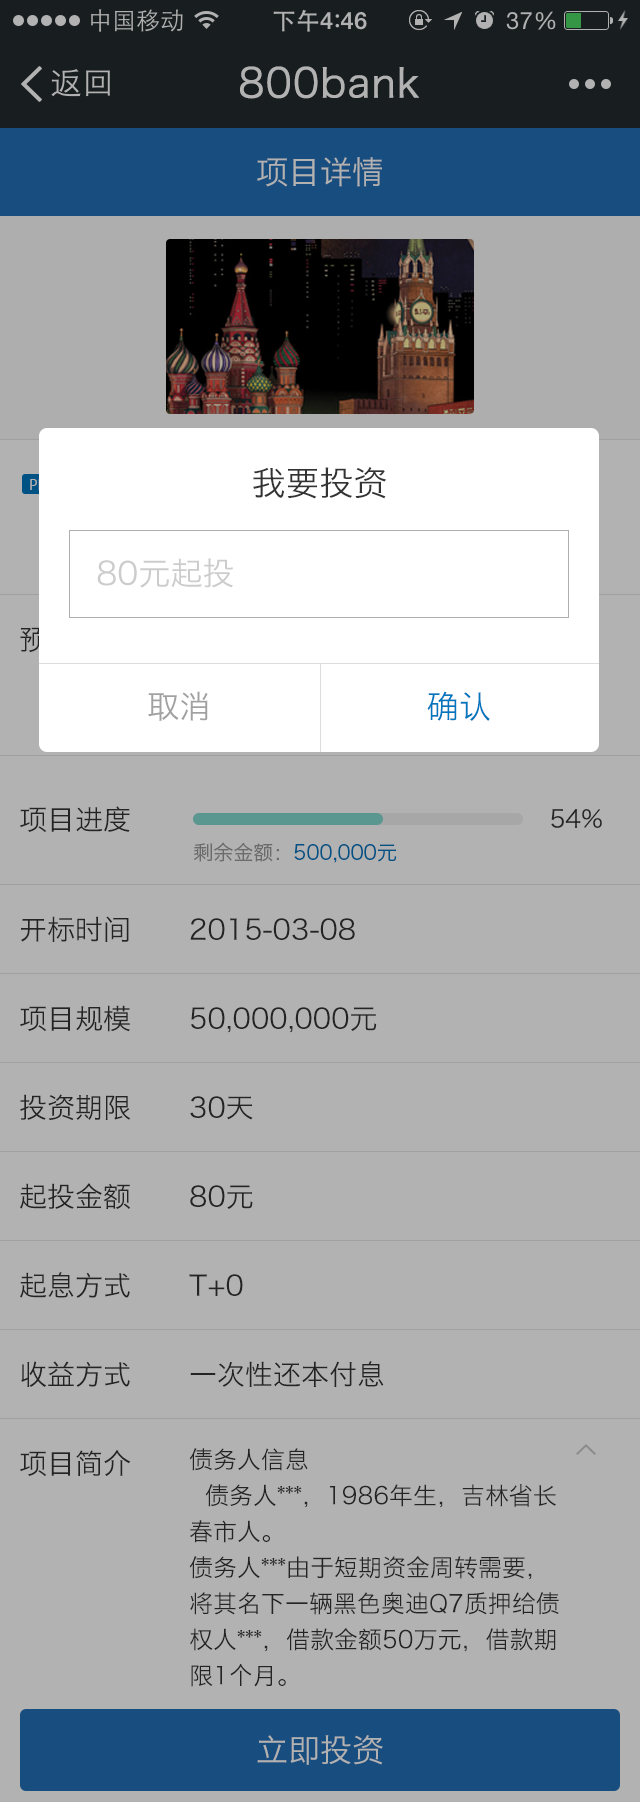 中国移动 下午4:46 37%
返回 800bank
项目详情
我要投资
80元起投
取消 确认
预
项目进度 54%
剩余金额：500,000元
开标时间 2015-03-08
项目规模 50,000,000元
投资期限 30天
起投金额 80元
起息方式 T+0
收益方式 一次性还本付息
项目简介 债务人信息
债务人***，1986年生，吉林省长
春市人。
债务人***由于短期资金周转需要，
将其名下一辆黑色奥迪Q7质押给债
权人***，借款金额50万元，借款期
限1个月。
立即投资